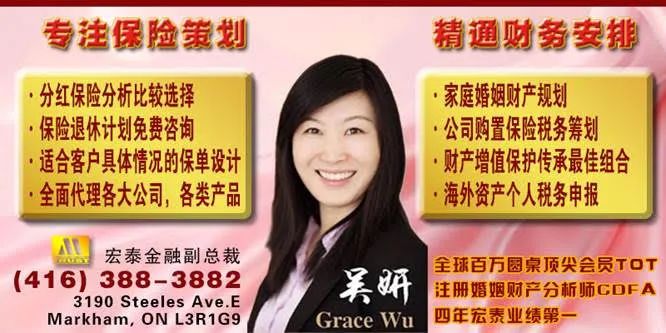 专注保险策划
精通财务安排
· 分红保险分析比较选择
· 保险退休计划免费咨询
· 适合客户具体情况的保单设计
· 全面代理各大公司，各类产品
· 家庭婚姻财产规划
· 公司购置保险税务筹划
· 财产增值保护传承最佳组合
· 海外资产个人税务申报
宏泰金融副总裁
(416) 388-3882
3190 Steeles Ave.E
Markham, ON L3R1G9
吴妍
Grace Wu
全球百万圆桌顶尖会员TOT
注册婚姻财产分析师CDFA
四年宏泰业绩第一